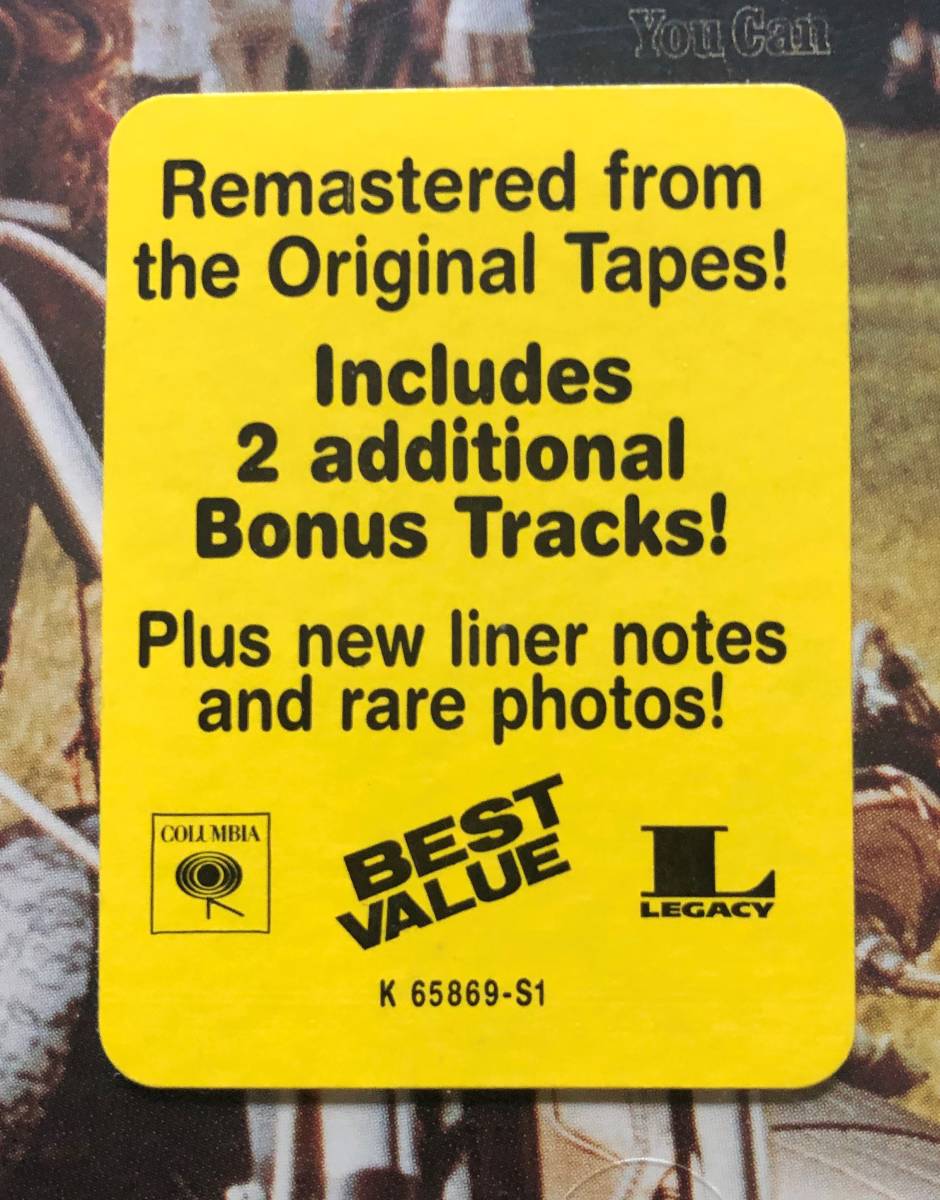 You Can
Remastered from
the Original Tapes!
Includes
2 additional
Bonus Tracks!
Plus new liner notes
and rare photos!
COLUMBIA
BEST
VALUE
L
LEGACY
K 65869-S1